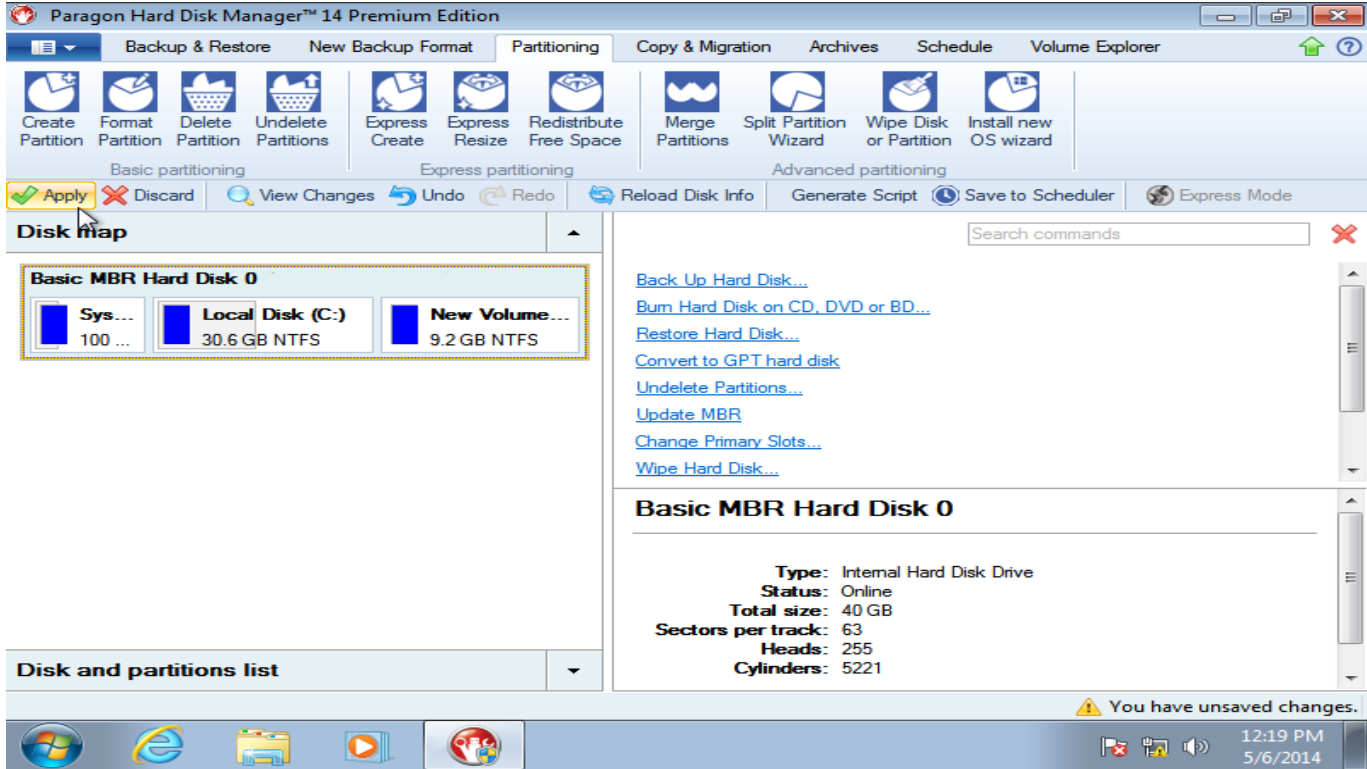 Paragon Hard Disk Manager™ 14 Premium Edition
Backup & Restore New Backup Format Partitioning Copy & Migration Archives Schedule Volume Explorer
Create Partition
Format Partition
Delete Partition
Undelete Partitions
Express Create
Express Resize
Redistribute Free Space
Merge Partitions
Split Partition Wizard
Wipe Disk or Partition
Install new OS wizard
Basic partitioning Express partitioning Advanced partitioning
Apply Discard View Changes Undo Redo Reload Disk Info Generate Script Save to Scheduler Express Mode
Disk map
Search commands
Basic MBR Hard Disk 0
Sys... Local Disk (C:) New Volume...
100 ... 30.6 GB NTFS 9.2 GB NTFS
Back Up Hard Disk...
Burn Hard Disk on CD, DVD or BD...
Restore Hard Disk...
Convert to GPT hard disk
Undelete Partitions...
Update MBR
Change Primary Slots...
Wipe Hard Disk...
Basic MBR Hard Disk 0
Type: Internal Hard Disk Drive
Status: Online
Total size: 40 GB
Sectors per track: 63
Heads: 255
Cylinders: 5221
Disk and partitions list
You have unsaved changes.
12:19 PM
5/6/2014